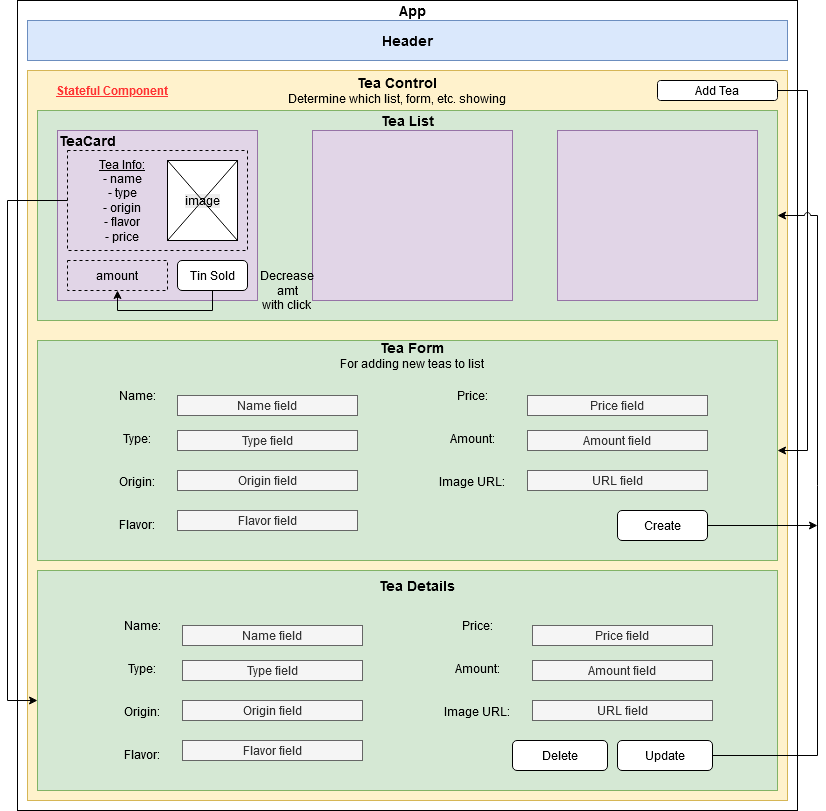 App
Header
Tea Control
Stateful Component
Determine which list, form, etc. showing
Add Tea
Tea List
TeaCard
Tea Info:
- name
- type
- origin
- flavor
- price
image
amount
Tin Sold
Decrease
amt
with click
Tea Form
For adding new teas to list
Name:
Name field
Price:
Price field
Type:
Type field
Amount:
Amount field
Origin:
Origin field
Image URL:
URL field
Flavor:
Flavor field
Create
Tea Details
Name:
Name field
Price:
Price field
Type:
Type field
Amount:
Amount field
Origin:
Origin field
Image URL:
URL field
Flavor:
Flavor field
Delete
Update